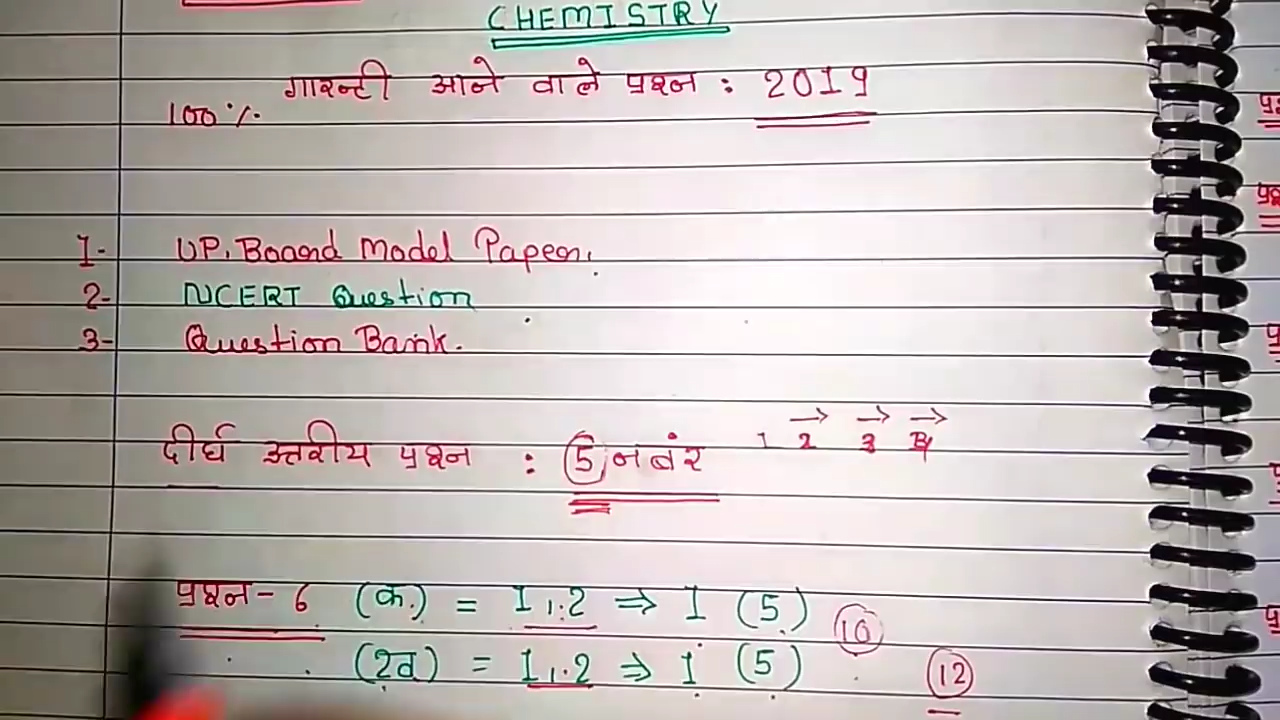 CHEMISTRY
100% गारन्टी आने वाले प्रश्न : 2019
1- UP. Board Model Paper.
2- NCERT Question
3- Question Bank.
दीर्घ उत्तरीय प्रश्न : 5 नबंर 1 2 3 4
प्रश्न - 6 (क) = 1, 2 ⇒ 1 (5) 10
(ख) = 1, 2 ⇒ 1 (5) 12